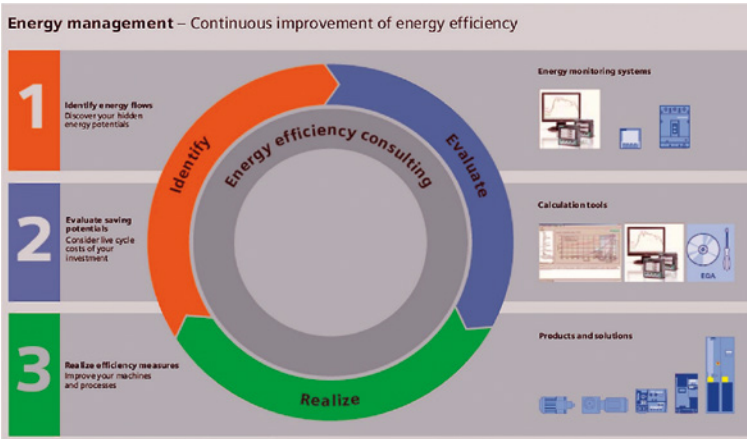 Energy management – Continuous improvement of energy efficiency
1
Identify energy flows
Discover your hidden
energy potentials
Identify
Energy efficiency consulting
Evaluate
Energy monitoring systems
2
Evaluate saving
potentials
Consider live cycle
costs of your
investment
Calculation tools
EGA
3
Realize efficiency measures
Improve your machines
and processes
Realize
Products and solutions